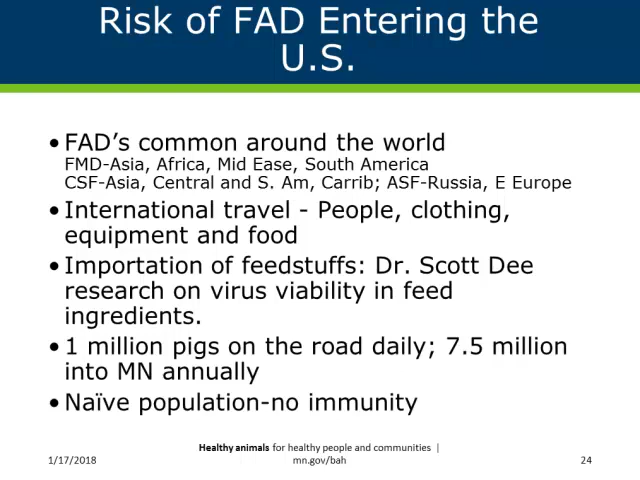 Risk of FAD Entering the
U.S.
•FAD’s common around the world
FMD-Asia, Africa, Mid Ease, South America
CSF-Asia, Central and S. Am, Carrib; ASF-Russia, E Europe
•International travel - People, clothing,
equipment and food
•Importation of feedstuffs: Dr. Scott Dee
research on virus viability in feed
ingredients.
•1 million pigs on the road daily; 7.5 million
into MN annually
•Naïve population-no immunity
Healthy animals for healthy people and communities |
1/17/2018 mn.gov/bah 24